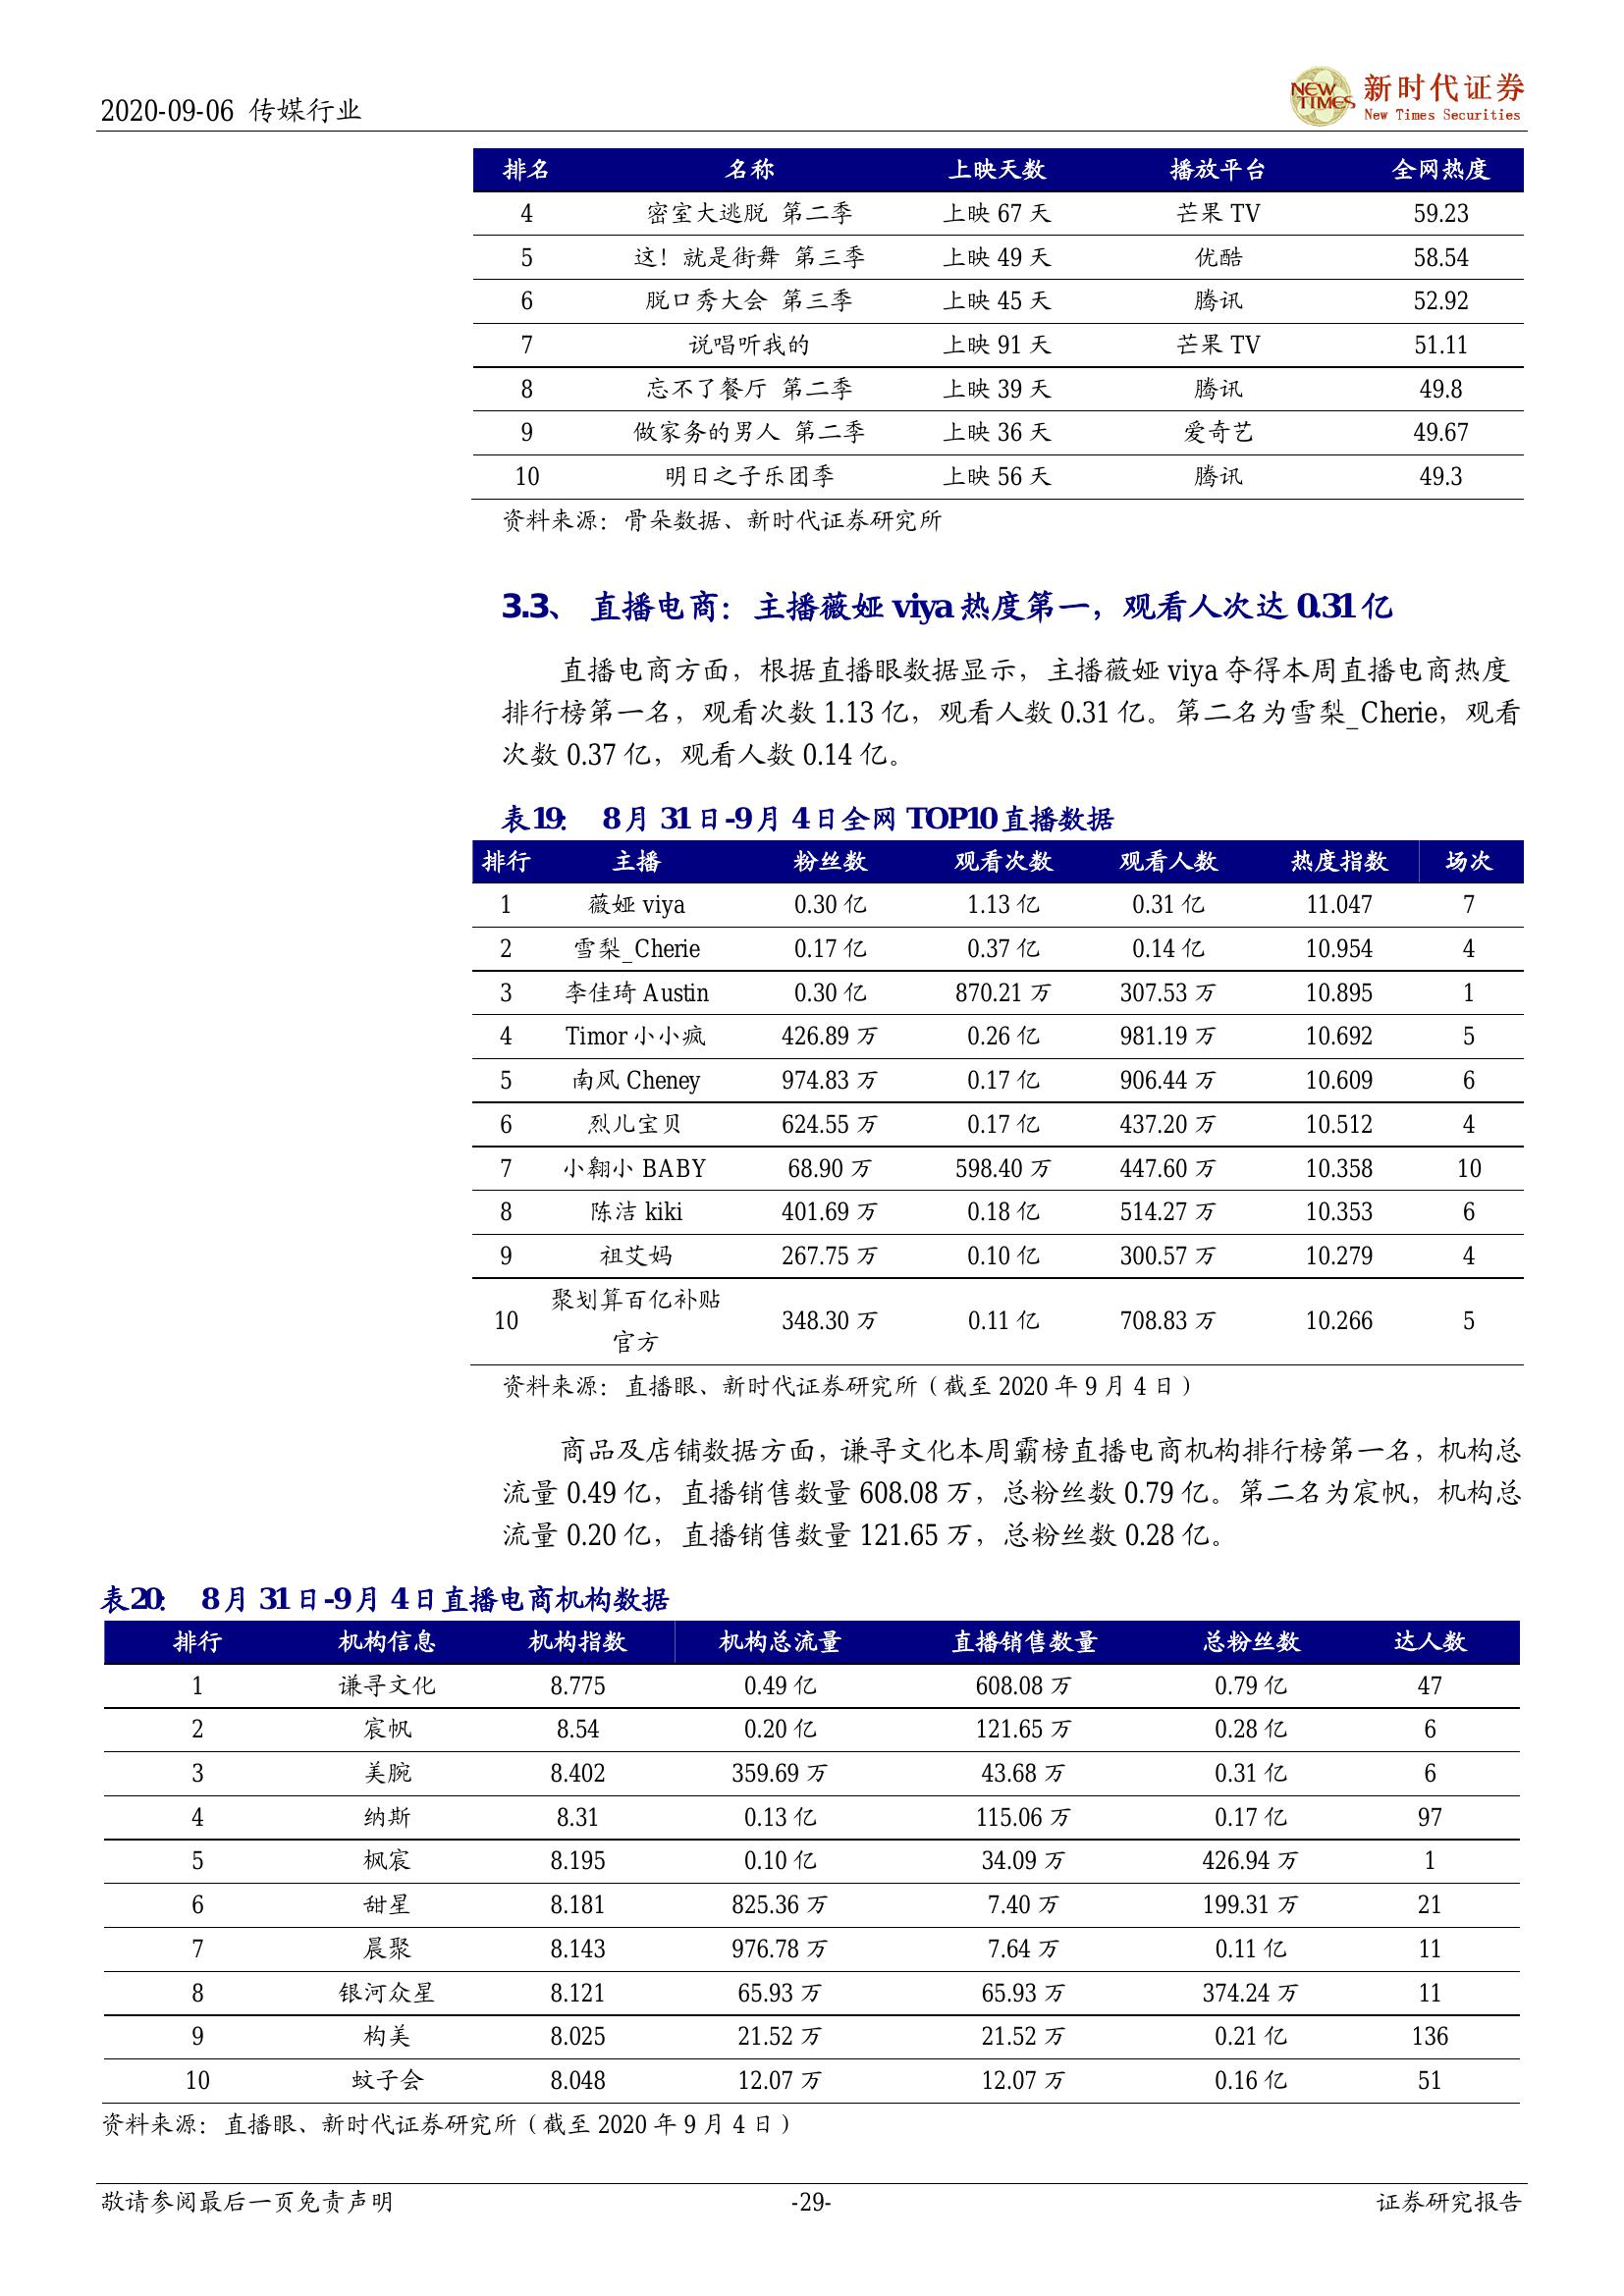 2020-09-06 传媒行业
NEW TIMES 新时代证券
New Times Securities
排名 名称 上映天数 播放平台 全网热度
4 密室大逃脱 第二季 上映 67 天 芒果 TV 59.23
5 这！就是街舞 第三季 上映 49 天 优酷 58.54
6 脱口秀大会 第三季 上映 45 天 腾讯 52.92
7 说唱听我的 上映 91 天 芒果 TV 51.11
8 忘不了餐厅 第二季 上映 39 天 腾讯 49.8
9 做家务的男人 第二季 上映 36 天 爱奇艺 49.67
10 明日之子乐团季 上映 56 天 腾讯 49.3
资料来源：骨朵数据、新时代证券研究所
3.3、 直播电商：主播薇娅 viya 热度第一，观看人次达 0.31 亿
直播电商方面，根据直播眼数据显示，主播薇娅 viya 夺得本周直播电商热度
排行榜第一名，观看次数 1.13 亿，观看人数 0.31 亿。第二名为雪梨_Cherie，观看
次数 0.37 亿，观看人数 0.14 亿。
表19： 8 月 31 日-9 月 4 日全网 TOP10 直播数据
排行 主播 粉丝数 观看次数 观看人数 热度指数 场次
1 薇娅 viya 0.30 亿 1.13 亿 0.31 亿 11.047 7
2 雪梨_Cherie 0.17 亿 0.37 亿 0.14 亿 10.954 4
3 李佳琦 Austin 0.30 亿 870.21 万 307.53 万 10.895 1
4 Timor 小小疯 426.89 万 0.26 亿 981.19 万 10.692 5
5 南风 Cheney 974.83 万 0.17 亿 906.44 万 10.609 6
6 烈儿宝贝 624.55 万 0.17 亿 437.20 万 10.512 4
7 小翱小 BABY 68.90 万 598.40 万 447.60 万 10.358 10
8 陈洁 kiki 401.69 万 0.18 亿 514.27 万 10.353 6
9 祖艾妈 267.75 万 0.10 亿 300.57 万 10.279 4
10 聚划算百亿补贴 348.30 万 0.11 亿 708.83 万 10.266 5
官方
资料来源：直播眼、新时代证券研究所（截至 2020 年 9 月 4 日）
商品及店铺数据方面，谦寻文化本周霸榜直播电商机构排行榜第一名，机构总
流量 0.49 亿，直播销售数量 608.08 万，总粉丝数 0.79 亿。第二名为宸帆，机构总
流量 0.20 亿，直播销售数量 121.65 万，总粉丝数 0.28 亿。
表20： 8 月 31 日-9 月 4 日直播电商机构数据
排行 机构信息 机构指数 机构总流量 直播销售数量 总粉丝数 达人数
1 谦寻文化 8.775 0.49 亿 608.08 万 0.79 亿 47
2 宸帆 8.54 0.20 亿 121.65 万 0.28 亿 6
3 美腕 8.402 359.69 万 43.68 万 0.31 亿 6
4 纳斯 8.31 0.13 亿 115.06 万 0.17 亿 97
5 枫宸 8.195 0.10 亿 34.09 万 426.94 万 1
6 甜星 8.181 825.36 万 7.40 万 199.31 万 21
7 晨聚 8.143 976.78 万 7.64 万 0.11 亿 11
8 银河众星 8.121 65.93 万 65.93 万 374.24 万 11
9 构美 8.025 21.52 万 21.52 万 0.21 亿 136
10 蚊子会 8.048 12.07 万 12.07 万 0.16 亿 51
资料来源：直播眼、新时代证券研究所（截至 2020 年 9 月 4 日）
敬请参阅最后一页免责声明 -29- 证券研究报告